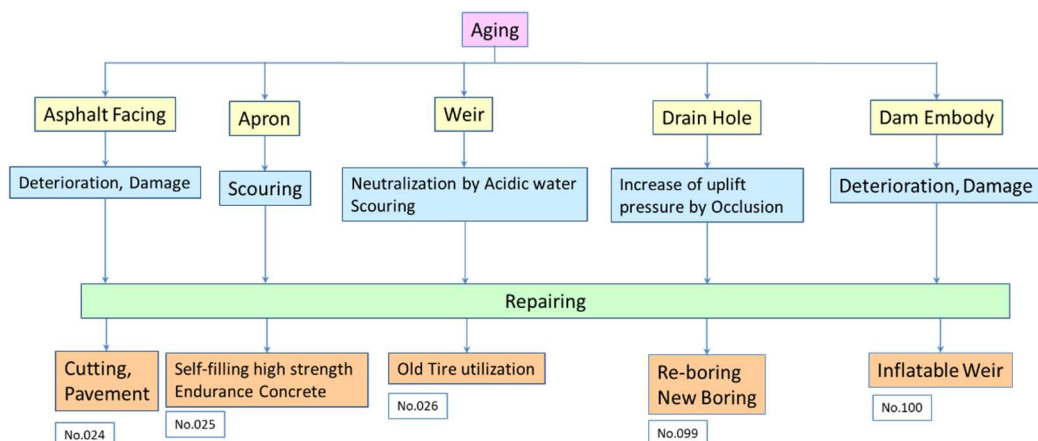 Aging
Asphalt Facing
Apron
Weir
Drain Hole
Dam Embody
Deterioration, Damage
Scouring
Neutralization by Acidic water
Scouring
Increase of uplift
pressure by Occlusion
Deterioration, Damage
Repairing
Cutting,
Pavement
Self-filling high strength
Endurance Concrete
Old Tire utilization
Re-boring
New Boring
Inflatable Weir
No.024
No.025
No.026
No.099
No.100